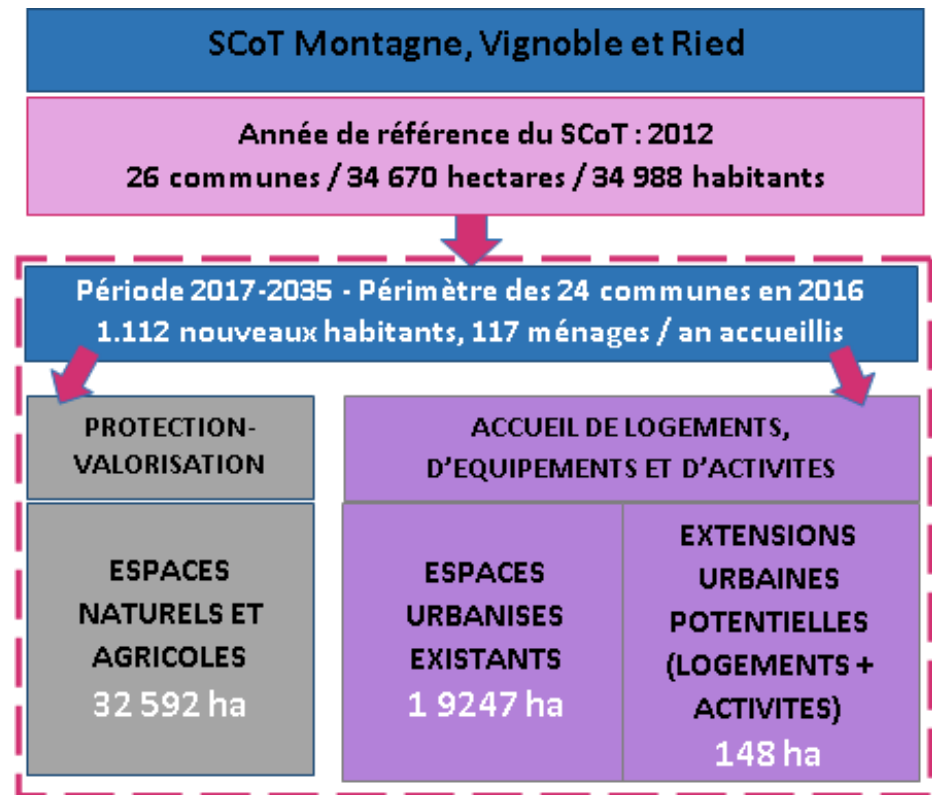 SCoT Montagne, Vignoble et Ried
Année de référence du SCoT : 2012
26 communes / 34 670 hectares / 34 988 habitants
Période 2017-2035 - Périmètre des 24 communes en 2016
1.112 nouveaux habitants, 117 ménages / an accueillis
PROTECTION-
VALORISATION
ESPACES
NATURELS ET
AGRICOLES
32 592 ha
ACCUEIL DE LOGEMENTS,
D'EQUIPEMENTS ET D'ACTIVITES
ESPACES
URBANISES
EXISTANTS
1 9247 ha
EXTENSIONS
URBAINES
POTENTIELLES
(LOGEMENTS +
ACTIVITES)
148 ha